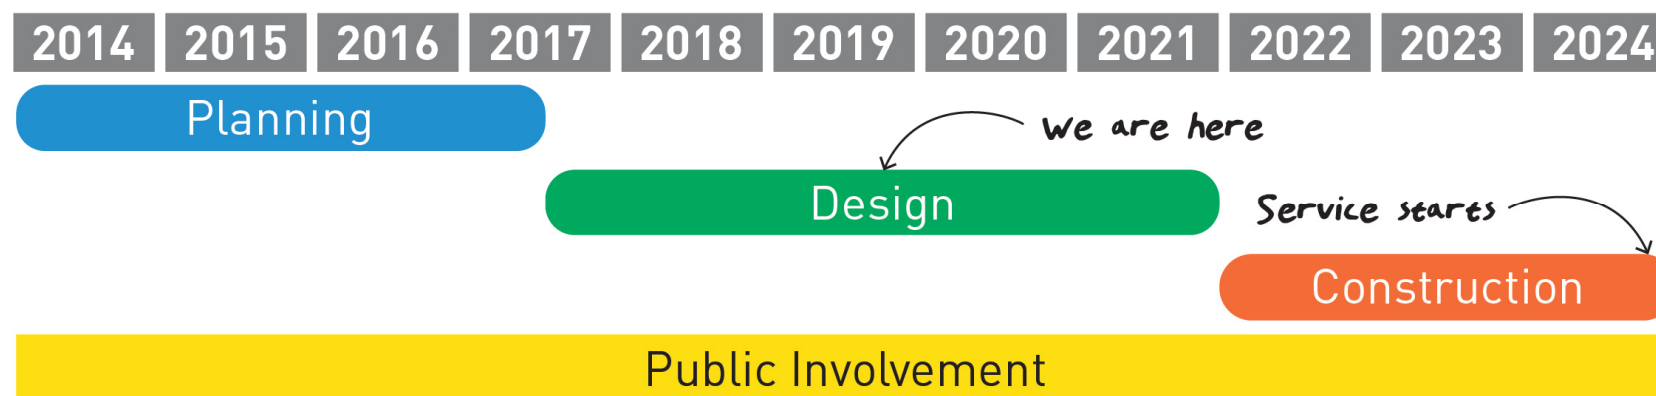 2014 2015 2016 2017 2018 2019 2020 2021 2022 2023 2024
Planning
We are here
Design
Service starts
Construction
Public Involvement